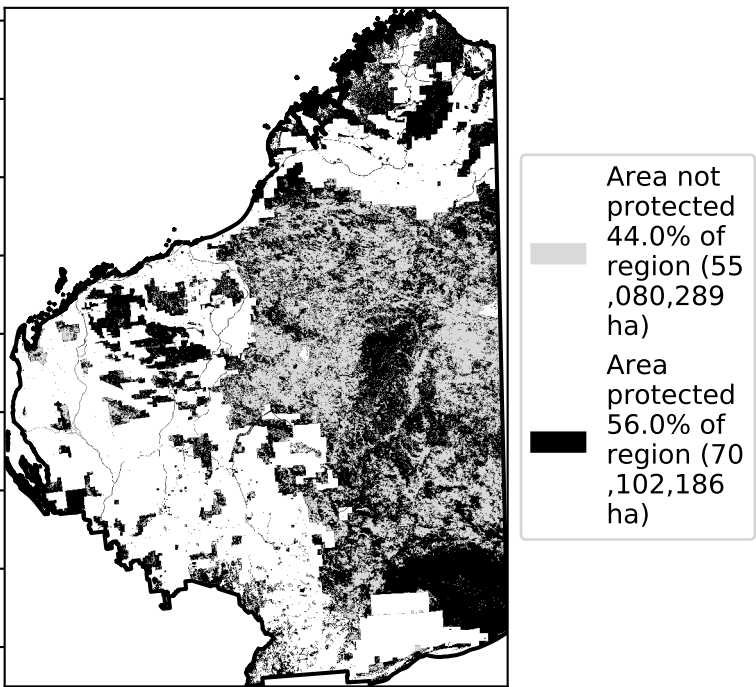 Area not
protected
44.0% of
region (55
,080,289
ha)
Area
protected
56.0% of
region (70
,102,186
ha)